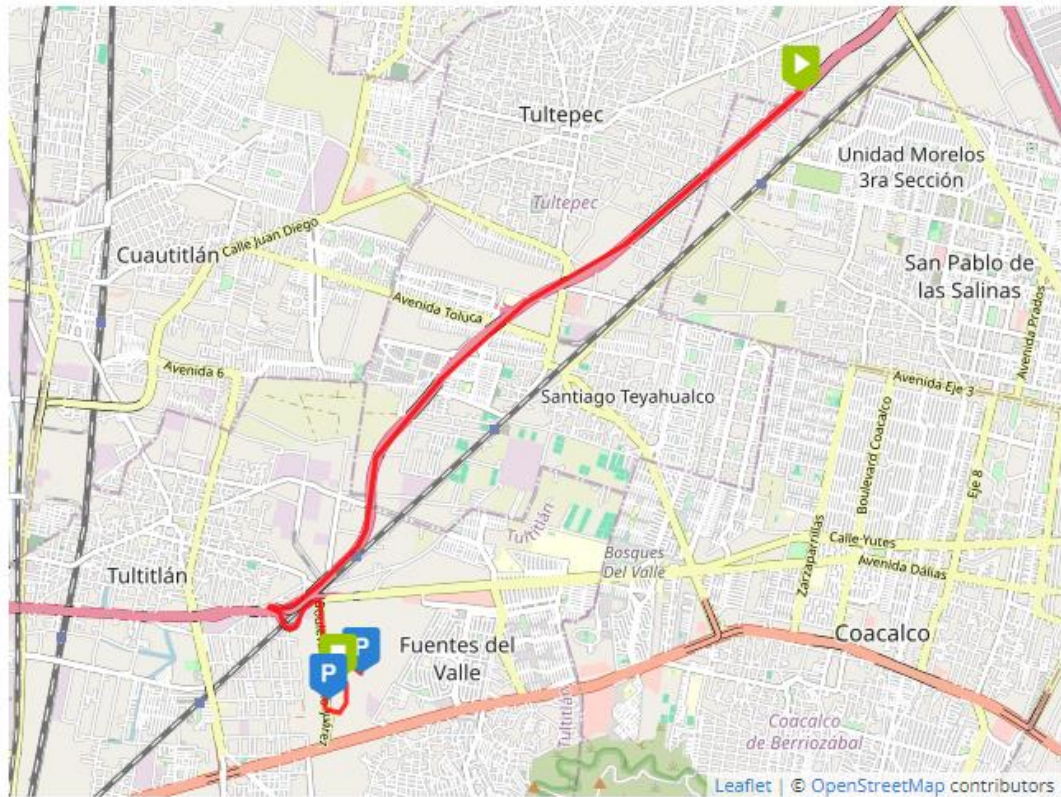 Tultepec
Unidad Morelos
3ra Sección
Tultepec
Calle Juan Diego
Cuautitlán
San Pablo de
las Salinas
Avenida Toluca
Avenida Prados
Avenida 6
Avenida Eje 3
Santiago Teyahualco
Boulevard Coacalco
Eje 8
Zarzaparrillas
Tultitlán
Calle Yutes
Bosques
Del Valle
Avenida Dálias
Tultitlán
P
P
Fuentes del
Valle
Coacalco
Tultitlán
Coacalco
de Berriozábal
Leaflet | © OpenStreetMap contributors